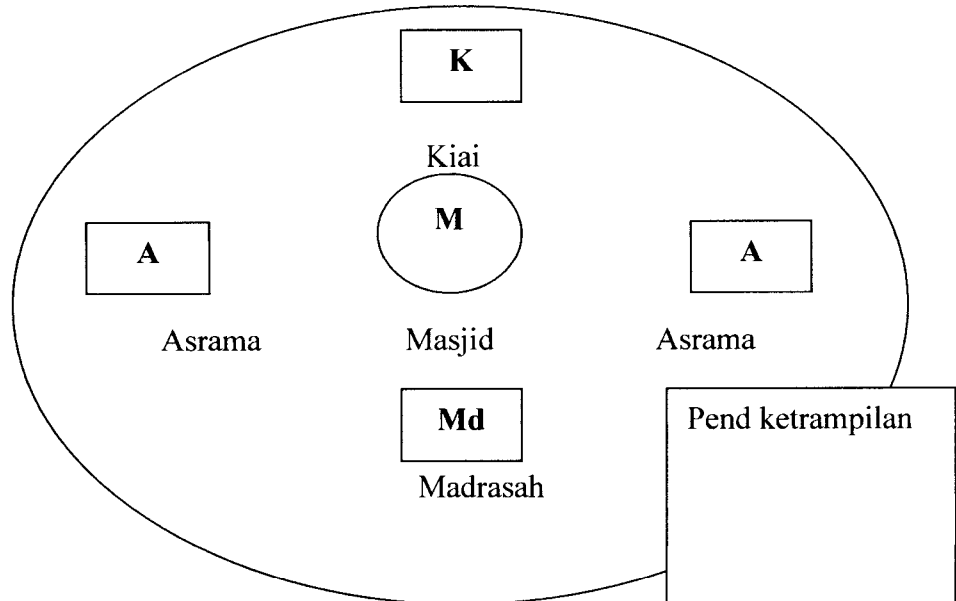 K
Kiai
M
A
A
Asrama
Masjid
Asrama
Md
Pend ketrampilan
Madrasah